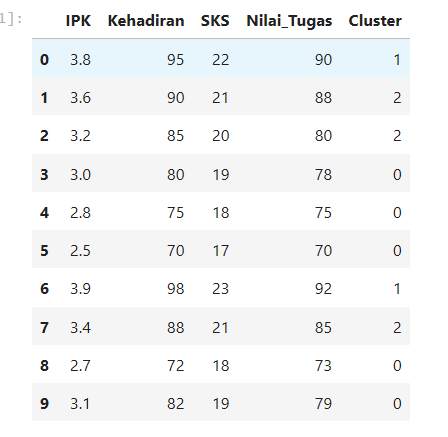 1]:
IPK Kehadiran SKS Nilai_Tugas Cluster
0 3.8 95 22 90 1
1 3.6 90 21 88 2
2 3.2 85 20 80 2
3 3.0 80 19 78 0
4 2.8 75 18 75 0
5 2.5 70 17 70 0
6 3.9 98 23 92 1
7 3.4 88 21 85 2
8 2.7 72 18 73 0
9 3.1 82 19 79 0